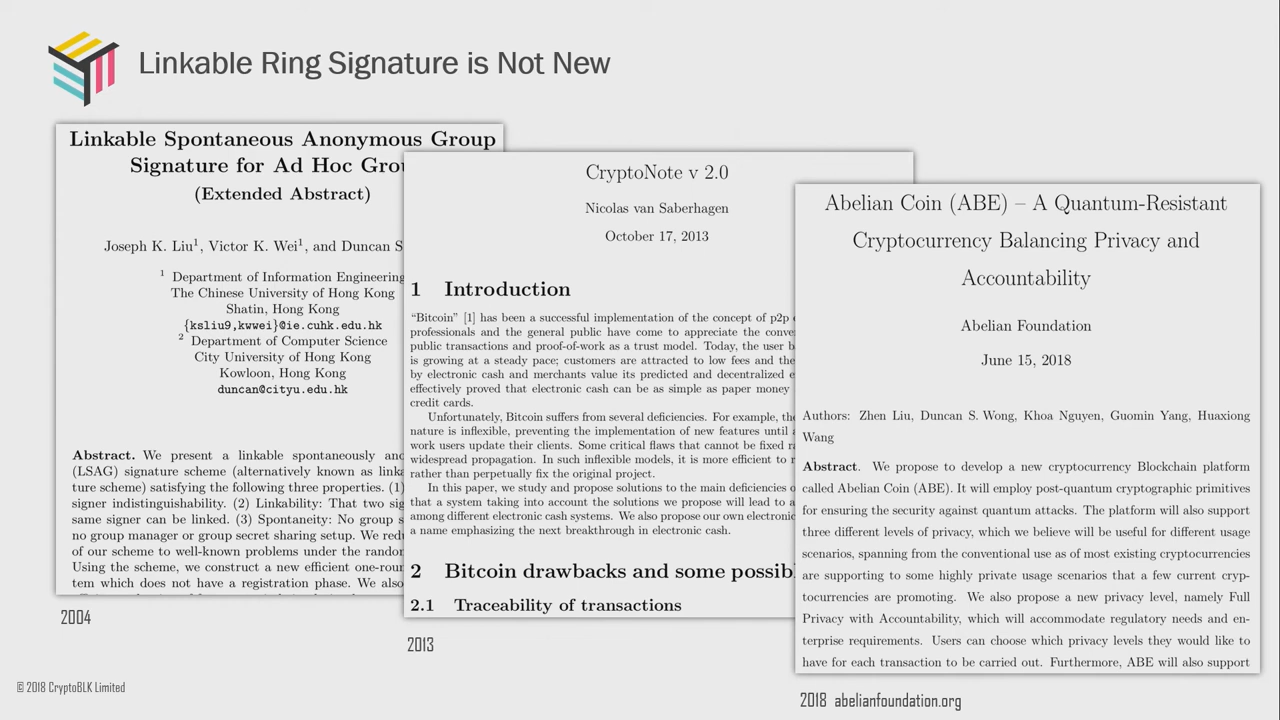 Linkable Ring Signature is Not New
Linkable Spontaneous Anonymous Group
Signature for Ad Hoc
(Extended Abstract)
Joseph K. Liu1, Victor K. Wei1, and Duncan S
1 Department of Information Engineering
The Chinese University of Hong Kong
Shatin, Hong Kong
{ksliu9,kwwei}@ie.cuhk.edu.hk
2 Department of Computer Science
City University of Hong Kong
Kowloon, Hong Kong
duncan@cityu.edu.hk
Abstract. We present a linkable spontaneously
(LSAG) signature scheme (alternatively known as
ture scheme) satisfying the following three properties. (1)
signer indistinguishability. (2) Linkability: That two
same signer can be linked. (3) Spontaneity: No group
no group manager or group secret sharing setup. We
of our scheme to well-known problems under the
Using the scheme, we construct a new efficient
tem which does not have a registration phase. We
2004
CryptoNote v 2.0
Nicolas van Saberhagen
October 17, 2013
1 Introduction
“Bitcoin” [1] has been a successful implementation of the concept of p2p
professionals and the general public have come to appreciate the
public transactions and proof-of-work as a trust model. Today, the user
is growing at a steady pace; customers are attracted to low fees and the
by electronic cash and merchants value its predicted and decentralized
effectively proved that electronic cash can be as simple as paper money
credit cards.
Unfortunately, Bitcoin suffers from several deficiencies. For example, the
nature is inflexible, preventing the implementation of new features until
work users update their clients. Some critical flaws that cannot be fixed
widespread propagation. In such inflexible models, it is more efficient to
rather than perpetually fix the original project.
In this paper, we study and propose solutions to the main deficiencies
that a system taking into account the solutions we propose will lead to a
among different electronic cash systems. We also propose our own electronic
a name emphasizing the next breakthrough in electronic cash.
2 Bitcoin drawbacks and some
2.1 Traceability of transactions
2013
Abelian Coin (ABE) – A Quantum-Resistant
Cryptocurrency Balancing Privacy and
Accountability
Abelian Foundation
June 15, 2018
Authors: Zhen Liu, Duncan S. Wong, Khoa Nguyen, Guomin Yang, Huaxiong
Wang
Abstract. We propose to develop a new cryptocurrency Blockchain platform
called Abelian Coin (ABE). It will employ post-quantum cryptographic primitives
for ensuring the security against quantum attacks. The platform will also support
three different levels of privacy, which we believe will be useful for different usage
scenarios, spanning from the conventional use as of most existing cryptocurrencies
are supporting to some highly private usage scenarios that a few current cryp-
tocurrencies are promoting. We also propose a new privacy level, namely Full
Privacy with Accountability, which will accommodate regulatory needs and en-
terprise requirements. Users can choose which privacy levels they would like to
have for each transaction to be carried out. Furthermore, ABE will also support
2018 abelianfoundation.org
© 2018 CryptoBLK Limited